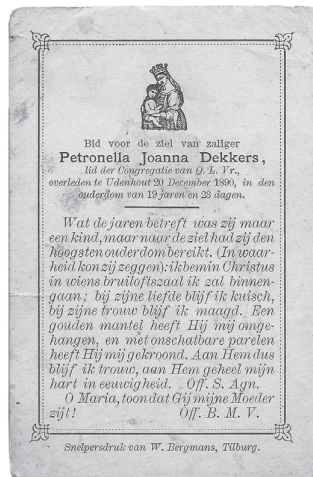 Bid voor de ziel van zaliger
Petronella Joanna Dekkers,
lid der Congregatie van O. L. Vr.,
overleden te Udenhout 20 December 1890, in den
ouderdom van 19 jaren en 23 dagen.
Wat de jaren betreft was zij maar
een kind, maar naar de ziel had zij den
hoogsten ouderdom bereikt. (In waar-
heid kon zij zeggen): ik bemin Christus
in wiens bruiloftszaal ik zal binnen-
gaan; bij zijne liefde blijf ik kuisch,
bij zijne trouw blijf ik maagd. Een
gouden mantel heeft Hij mij omge-
hangen, en met onschatbare parelen
heeft Hij mij gekroond. Aan Hem dus
blijf ik trouw, aan Hem geheel mijn
hart in eeuwigheid. Off. S. Agn.
O Maria, toon dat Gij mijne Moeder
zijt! Off. B. M. V.
Snelpersdruk van W. Bergmans, Tilburg.